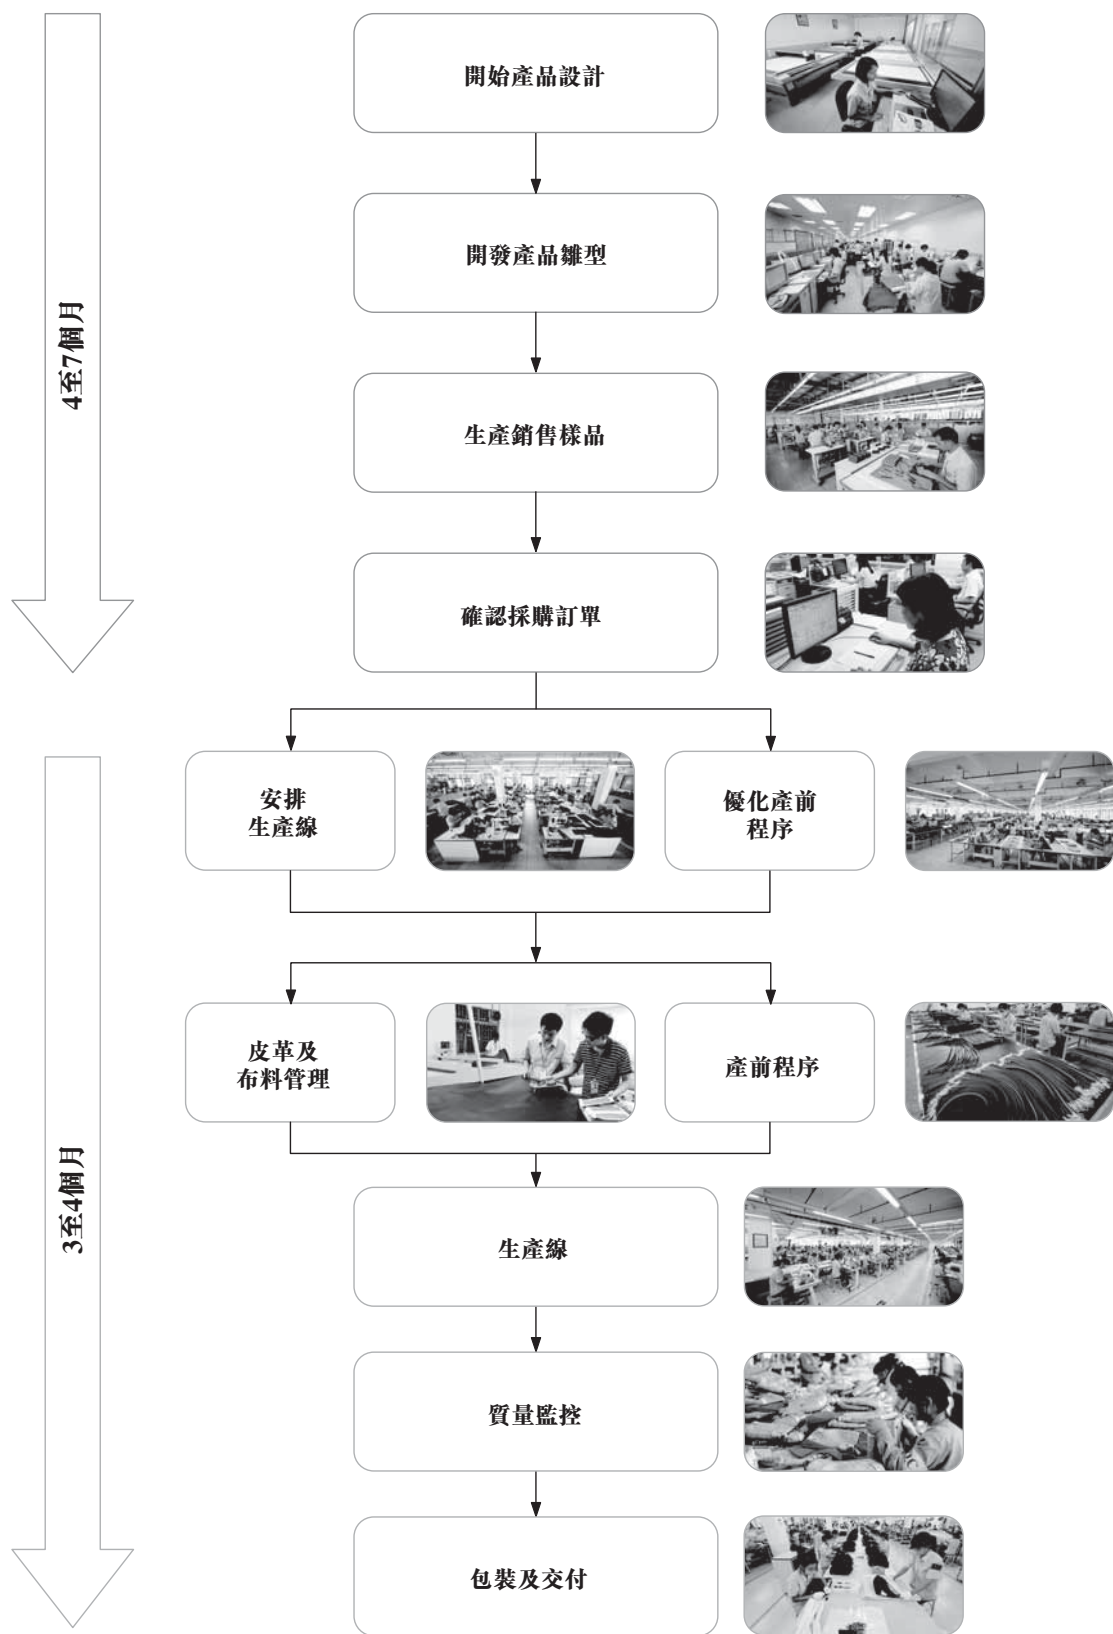 開始產品設計
開發產品雛型
生產銷售樣品
確認採購訂單
4至7個月
安排
生產線
優化產前
程序
皮革及
布料管理
產前程序
生產線
質量監控
包裝及交付
3至4個月